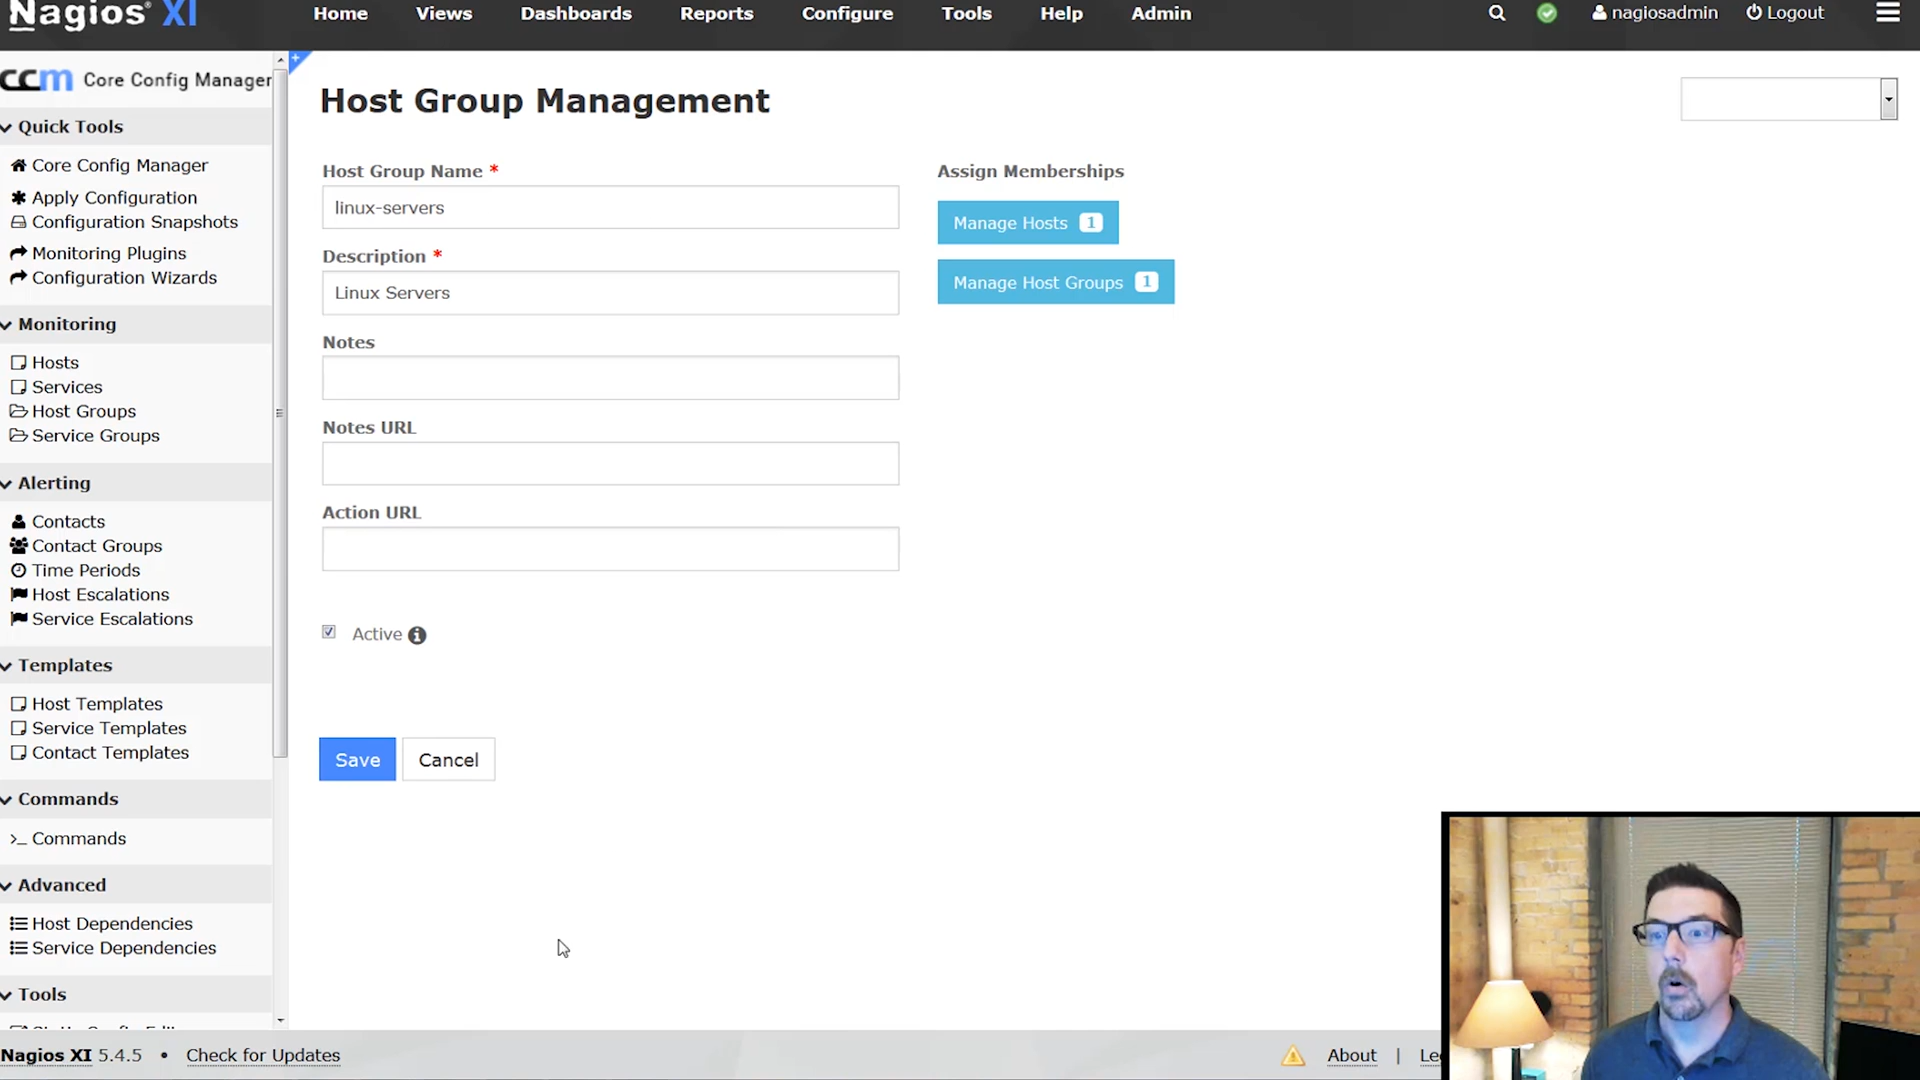 Nagios® XI
Home Views Dashboards Reports Configure Tools Help Admin
nagiosadmin Logout
ccm Core Config Manager
Quick Tools
Core Config Manager
Apply Configuration
Configuration Snapshots
Monitoring Plugins
Configuration Wizards
Monitoring
Hosts
Services
Host Groups
Service Groups
Alerting
Contacts
Contact Groups
Time Periods
Host Escalations
Service Escalations
Templates
Host Templates
Service Templates
Contact Templates
Commands
>_ Commands
Advanced
Host Dependencies
Service Dependencies
Tools
Host Group Management
Host Group Name *
linux-servers
Description *
Linux Servers
Notes
Notes URL
Action URL
Active
Save Cancel
Assign Memberships
Manage Hosts 1
Manage Host Groups 1
Nagios XI 5.4.5 • Check for Updates
About | Le